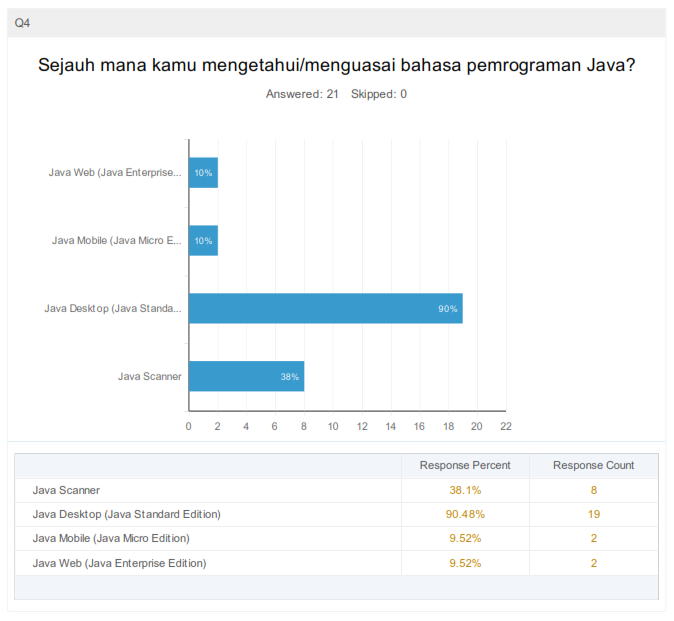 Q4
Sejauh mana kamu mengetahui/menguasai bahasa pemrograman Java?
Answered: 21 Skipped: 0
Java Web (Java Enterprise... 10%
Java Mobile (Java Micro E... 10%
Java Desktop (Java Standa... 90%
Java Scanner 38%
0 2 4 6 8 10 12 14 16 18 20 22
Response Percent Response Count
Java Scanner 38.1% 8
Java Desktop (Java Standard Edition) 90.48% 19
Java Mobile (Java Micro Edition) 9.52% 2
Java Web (Java Enterprise Edition) 9.52% 2